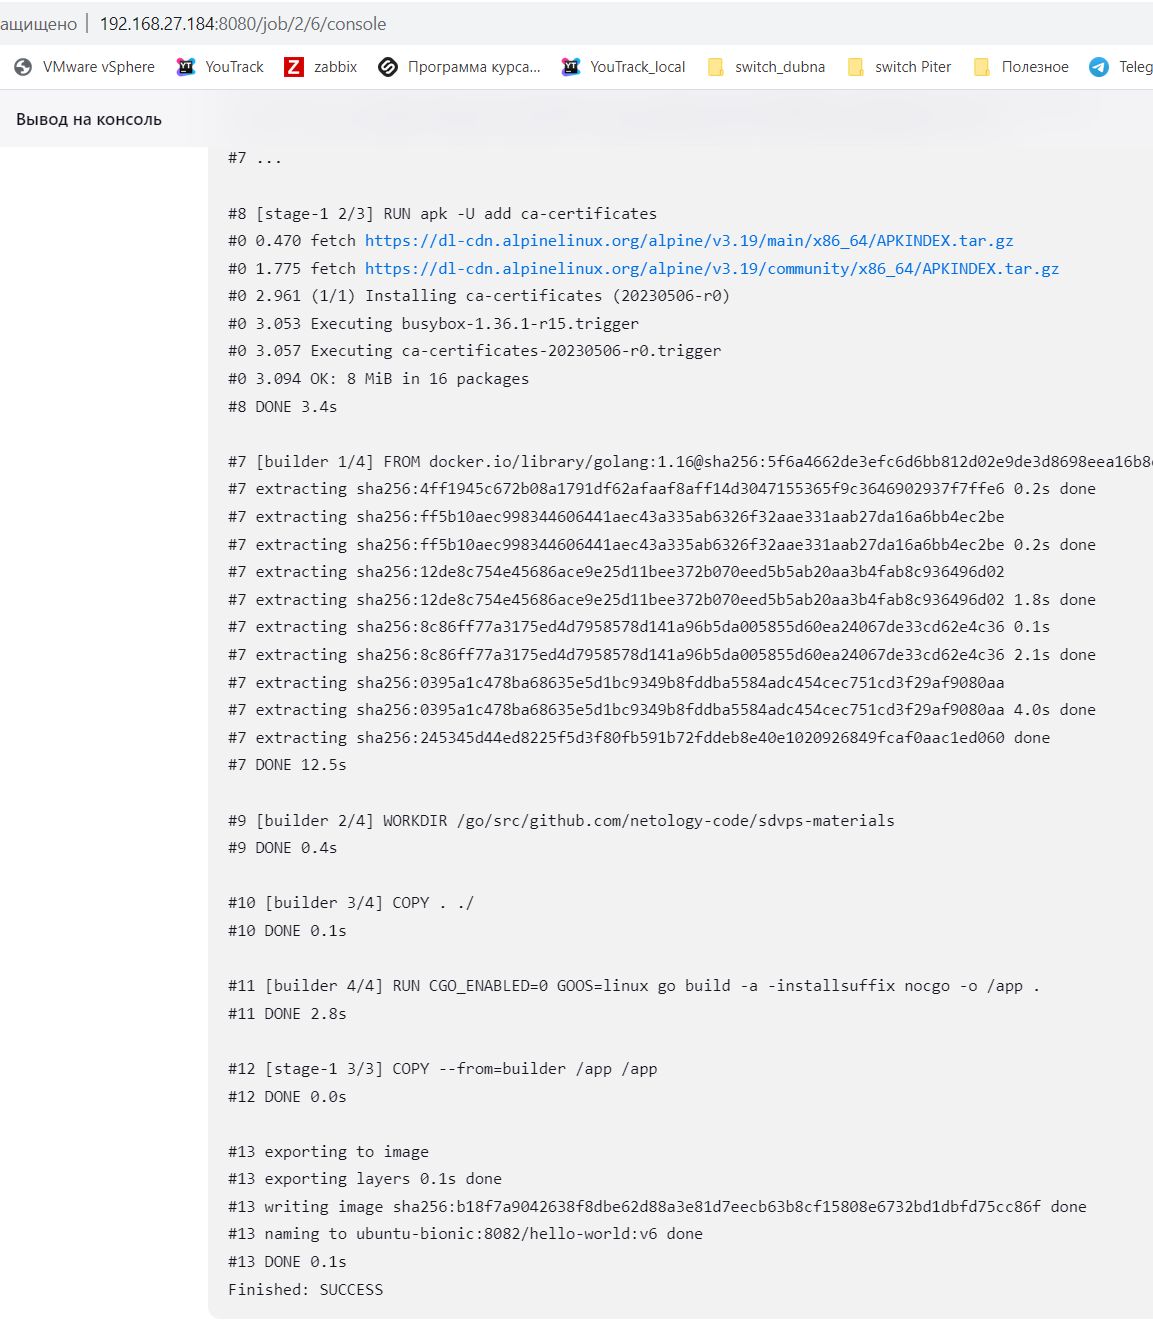 ащищено | 192.168.27.184:8080/job/2/6/console
VMware vSphere YouTrack zabbix Программа курса... YouTrack_local switch_dubna switch Piter Полезное Teleg
Вывод на консоль
#7 ...
#8 [stage-1 2/3] RUN apk -U add ca-certificates
#0 0.470 fetch https://dl-cdn.alpinelinux.org/alpine/v3.19/main/x86_64/APKINDEX.tar.gz
#0 1.775 fetch https://dl-cdn.alpinelinux.org/alpine/v3.19/community/x86_64/APKINDEX.tar.gz
#0 2.961 (1/1) Installing ca-certificates (20230506-r0)
#0 3.053 Executing busybox-1.36.1-r15.trigger
#0 3.057 Executing ca-certificates-20230506-r0.trigger
#0 3.094 OK: 8 MiB in 16 packages
#8 DONE 3.4s
#7 [builder 1/4] FROM docker.io/library/golang:1.16@sha256:5f6a4662de3efc6d6bb812d02e9de3d8698eea16b8
#7 extracting sha256:4ff1945c672b08a1791df62afaaf8aff14d3047155365f9c3646902937f7ffe6 0.2s done
#7 extracting sha256:ff5b10aec998344606441aec43a335ab6326f32aae331aab27da16a6bb4ec2be
#7 extracting sha256:ff5b10aec998344606441aec43a335ab6326f32aae331aab27da16a6bb4ec2be 0.2s done
#7 extracting sha256:12de8c754e45686ace9e25d11bee372b070eed5b5ab20aa3b4fab8c936496d02
#7 extracting sha256:12de8c754e45686ace9e25d11bee372b070eed5b5ab20aa3b4fab8c936496d02 1.8s done
#7 extracting sha256:8c86ff77a3175ed4d7958578d141a96b5da005855d60ea24067de33cd62e4c36 0.1s
#7 extracting sha256:8c86ff77a3175ed4d7958578d141a96b5da005855d60ea24067de33cd62e4c36 2.1s done
#7 extracting sha256:0395a1c478ba68635e5d1bc9349b8fddba5584adc454cec751cd3f29af9080aa
#7 extracting sha256:0395a1c478ba68635e5d1bc9349b8fddba5584adc454cec751cd3f29af9080aa 4.0s done
#7 extracting sha256:245345d44ed8225f5d3f80fb591b72fddeb8e40e1020926849fcaf0aac1ed060 done
#7 DONE 12.5s
#9 [builder 2/4] WORKDIR /go/src/github.com/netology-code/sdvps-materials
#9 DONE 0.4s
#10 [builder 3/4] COPY . ./
#10 DONE 0.1s
#11 [builder 4/4] RUN CGO_ENABLED=0 GOOS=linux go build -a -installsuffix nocgo -o /app .
#11 DONE 2.8s
#12 [stage-1 3/3] COPY --from=builder /app /app
#12 DONE 0.0s
#13 exporting to image
#13 exporting layers 0.1s done
#13 writing image sha256:b18f7a9042638f8dbe62d88a3e81d7eecb63b8cf15808e6732bd1dbfd75cc86f done
#13 naming to ubuntu-bionic:8082/hello-world:v6 done
#13 DONE 0.1s
Finished: SUCCESS